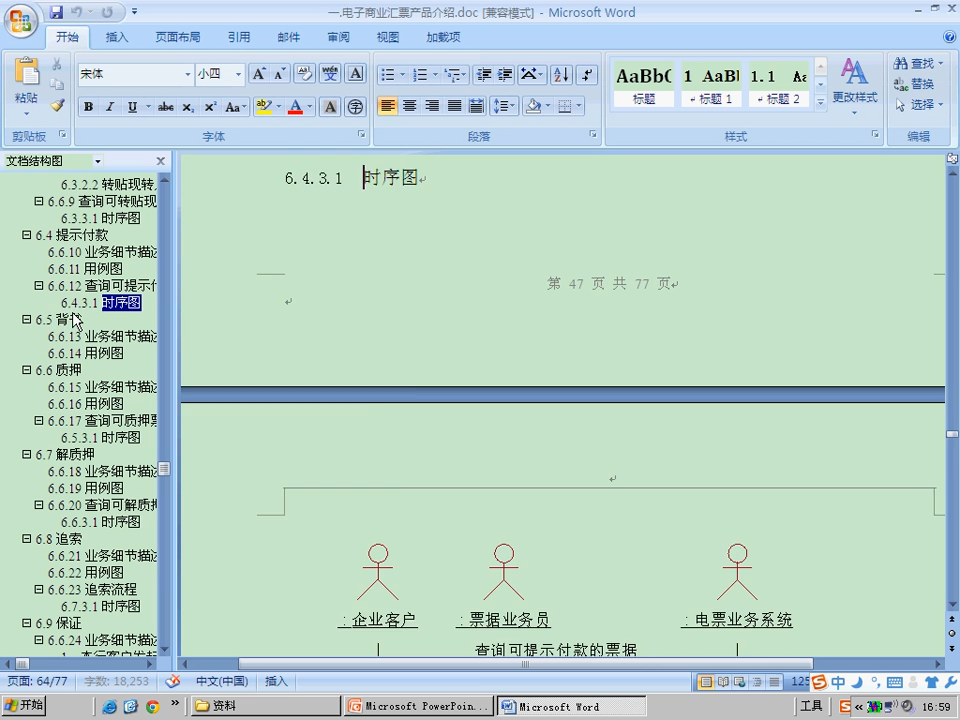 一.电子商业汇票产品介绍.doc [兼容模式] - Microsoft Word
开始 插入 页面布局 引用 邮件 审阅 视图 加载项
粘贴
剪贴板
宋体 小四
字体
段落
AaBbC 1 AaBl 1.1 Aa
标题 标题 1 标题 2
更改样式
样式
查找
替换
选择
编辑
文档结构图
6.3.2.2 转贴现转
6.6.9 查询可转贴现
6.3.3.1 时序图
6.4 提示付款
6.6.10 业务细节描述
6.6.11 用例图
6.6.12 查询可提示付
6.4.3.1 时序图
6.5 背书
6.6.13 业务细节描述
6.6.14 用例图
6.6 质押
6.6.15 业务细节描述
6.6.16 用例图
6.6.17 查询可质押票
6.5.3.1 时序图
6.7 解质押
6.6.18 业务细节描述
6.6.19 用例图
6.6.20 查询可解质押
6.6.3.1 时序图
6.8 追索
6.6.21 业务细节描述
6.6.22 用例图
6.6.23 追索流程
6.7.3.1 时序图
6.9 保证
6.6.24 业务细节描述
6.4.3.1 时序图
第 47 页 共 77 页
: 企业客户 : 票据业务员 : 电票业务系统
查询可提示付款的票据
页面: 64/77 字数: 18,253 中文(中国) 插入 125
中
开始 资料 Microsoft PowerPoin... Microsoft Word 工具 16:59